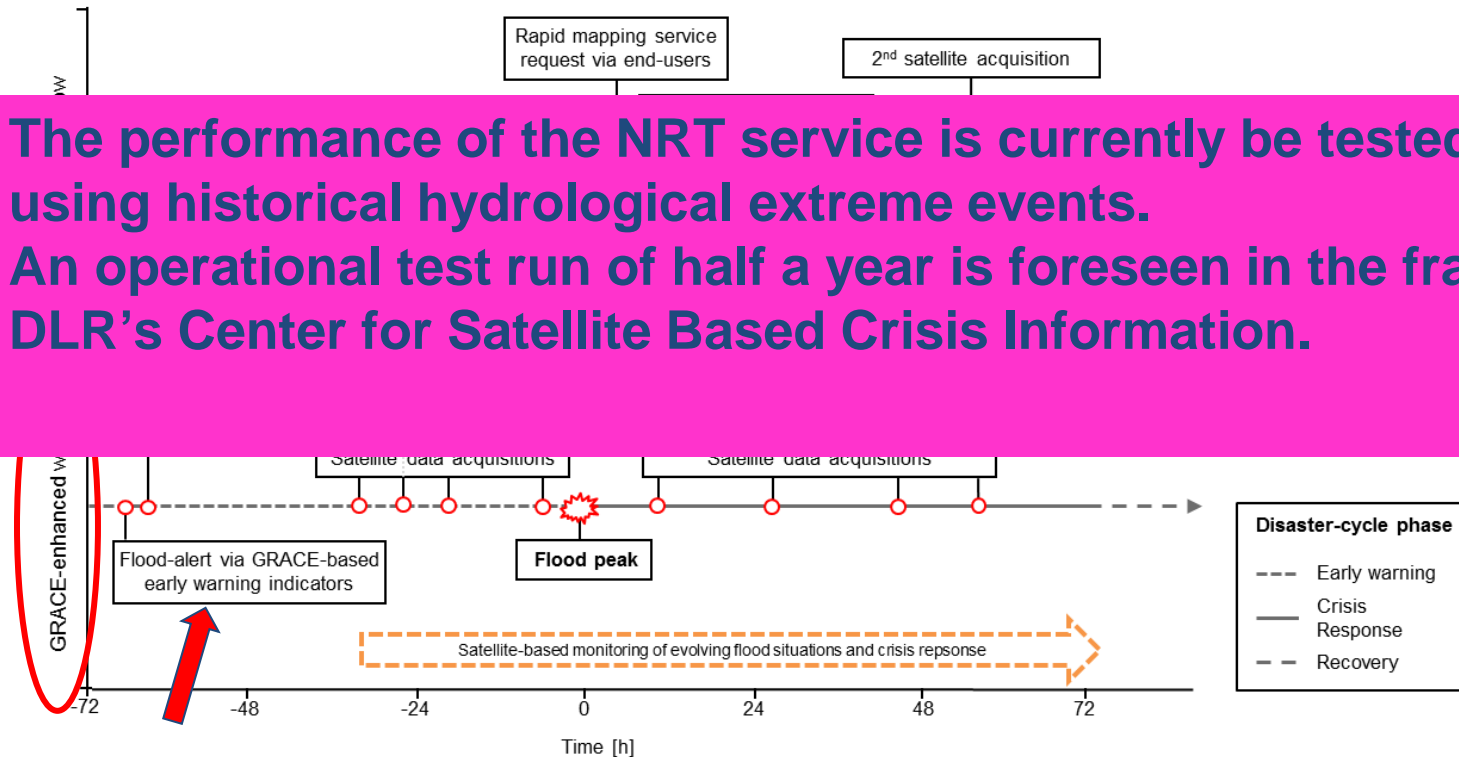 Rapid mapping service
request via end-users
2nd satellite acquisition
The performance of the NRT service is currently be tested
using historical hydrological extreme events.
An operational test run of half a year is foreseen in the
DLR's Center for Satellite Based Crisis Information.
GRACE-enhanced
Satellite data acquisitions
Satellite data acquisitions
Flood-alert via GRACE-based
early warning indicators
Flood peak
Satellite-based monitoring of evolving flood situations and crisis repsonse
Disaster-cycle phase
Early warning
Crisis
Response
Recovery
-72
-48
-24
0
24
48
72
Time [h]